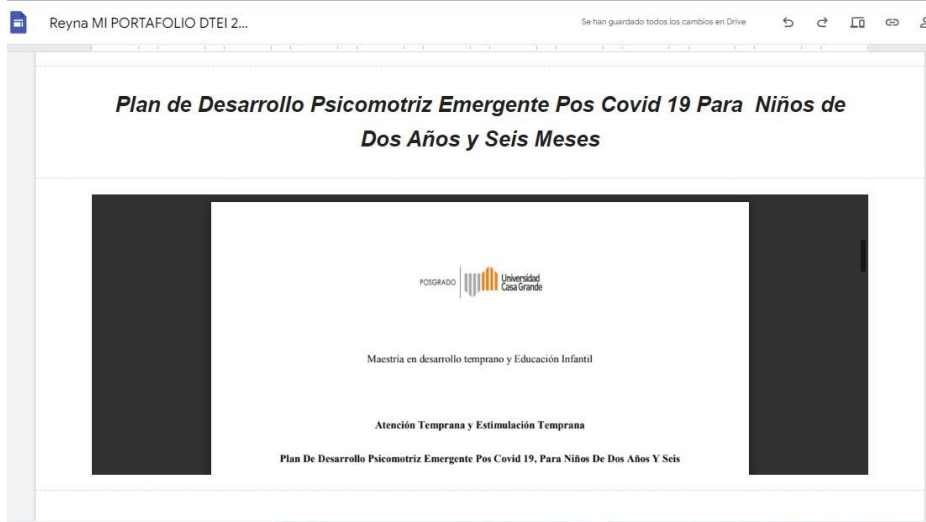 Reyna MI PORTAFOLIO DTEI 2...
Se han guardado todos los cambios en Drive
Plan de Desarrollo Psicomotriz Emergente Pos Covid 19 Para Niños de
Dos Años y Seis Meses
POSGRADO
Universidad
Casa Grande
Maestría en desarrollo temprano y Educación Infantil
Atención Temprana y Estimulación Temprana
Plan De Desarrollo Psicomotriz Emergente Pos Covid 19, Para Niños De Dos Años Y Seis